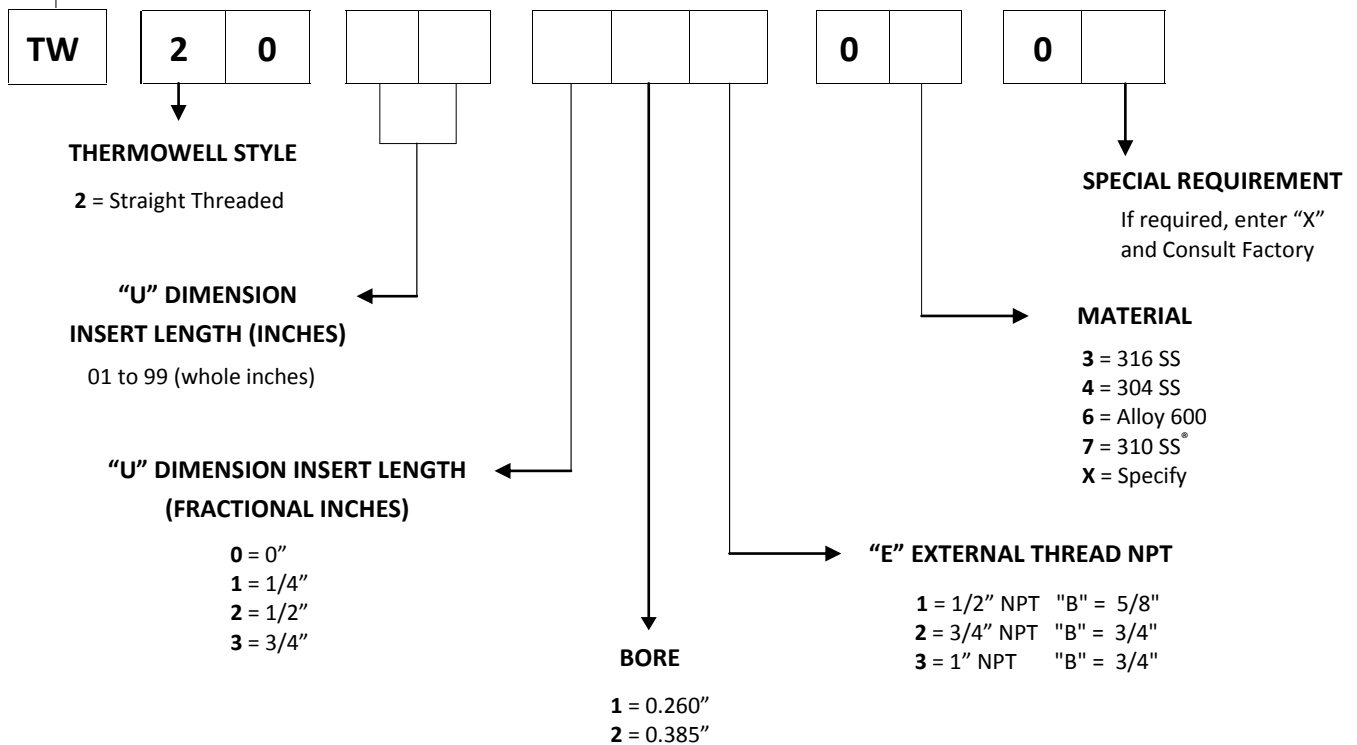 TW 2 0 0 0
THERMOWELL STYLE
2 = Straight Threaded
“U” DIMENSION
INSERT LENGTH (INCHES)
01 to 99 (whole inches)
“U” DIMENSION INSERT LENGTH
(FRACTIONAL INCHES)
0 = 0”
1 = 1/4”
2 = 1/2”
3 = 3/4”
BORE
1 = 0.260”
2 = 0.385”
“E” EXTERNAL THREAD NPT
1 = 1/2” NPT "B" = 5/8"
2 = 3/4” NPT "B" = 3/4"
3 = 1” NPT "B" = 3/4"
MATERIAL
3 = 316 SS
4 = 304 SS
6 = Alloy 600
7 = 310 SS®
X = Specify
SPECIAL REQUIREMENT
If required, enter “X”
and Consult Factory